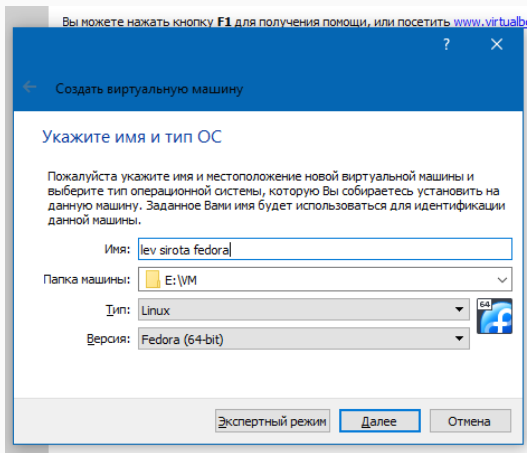 Вы можете нажать кнопку F1 для получения помощи, или посетить www.virtualb
?
Создать виртуальную машину
Укажите имя и тип ОС
Пожалуйста укажите имя и местоположение новой виртуальной машины и
выберите тип операционной системы, которую Вы собираетесь установить на
данную машину. Заданное Вами имя будет использоваться для идентификации
данной машины.
Имя: lev sirota fedora
Папка машины: E:\VM
Тип: Linux
64
Версия: Fedora (64-bit)
Экспертный режим Далее Отмена